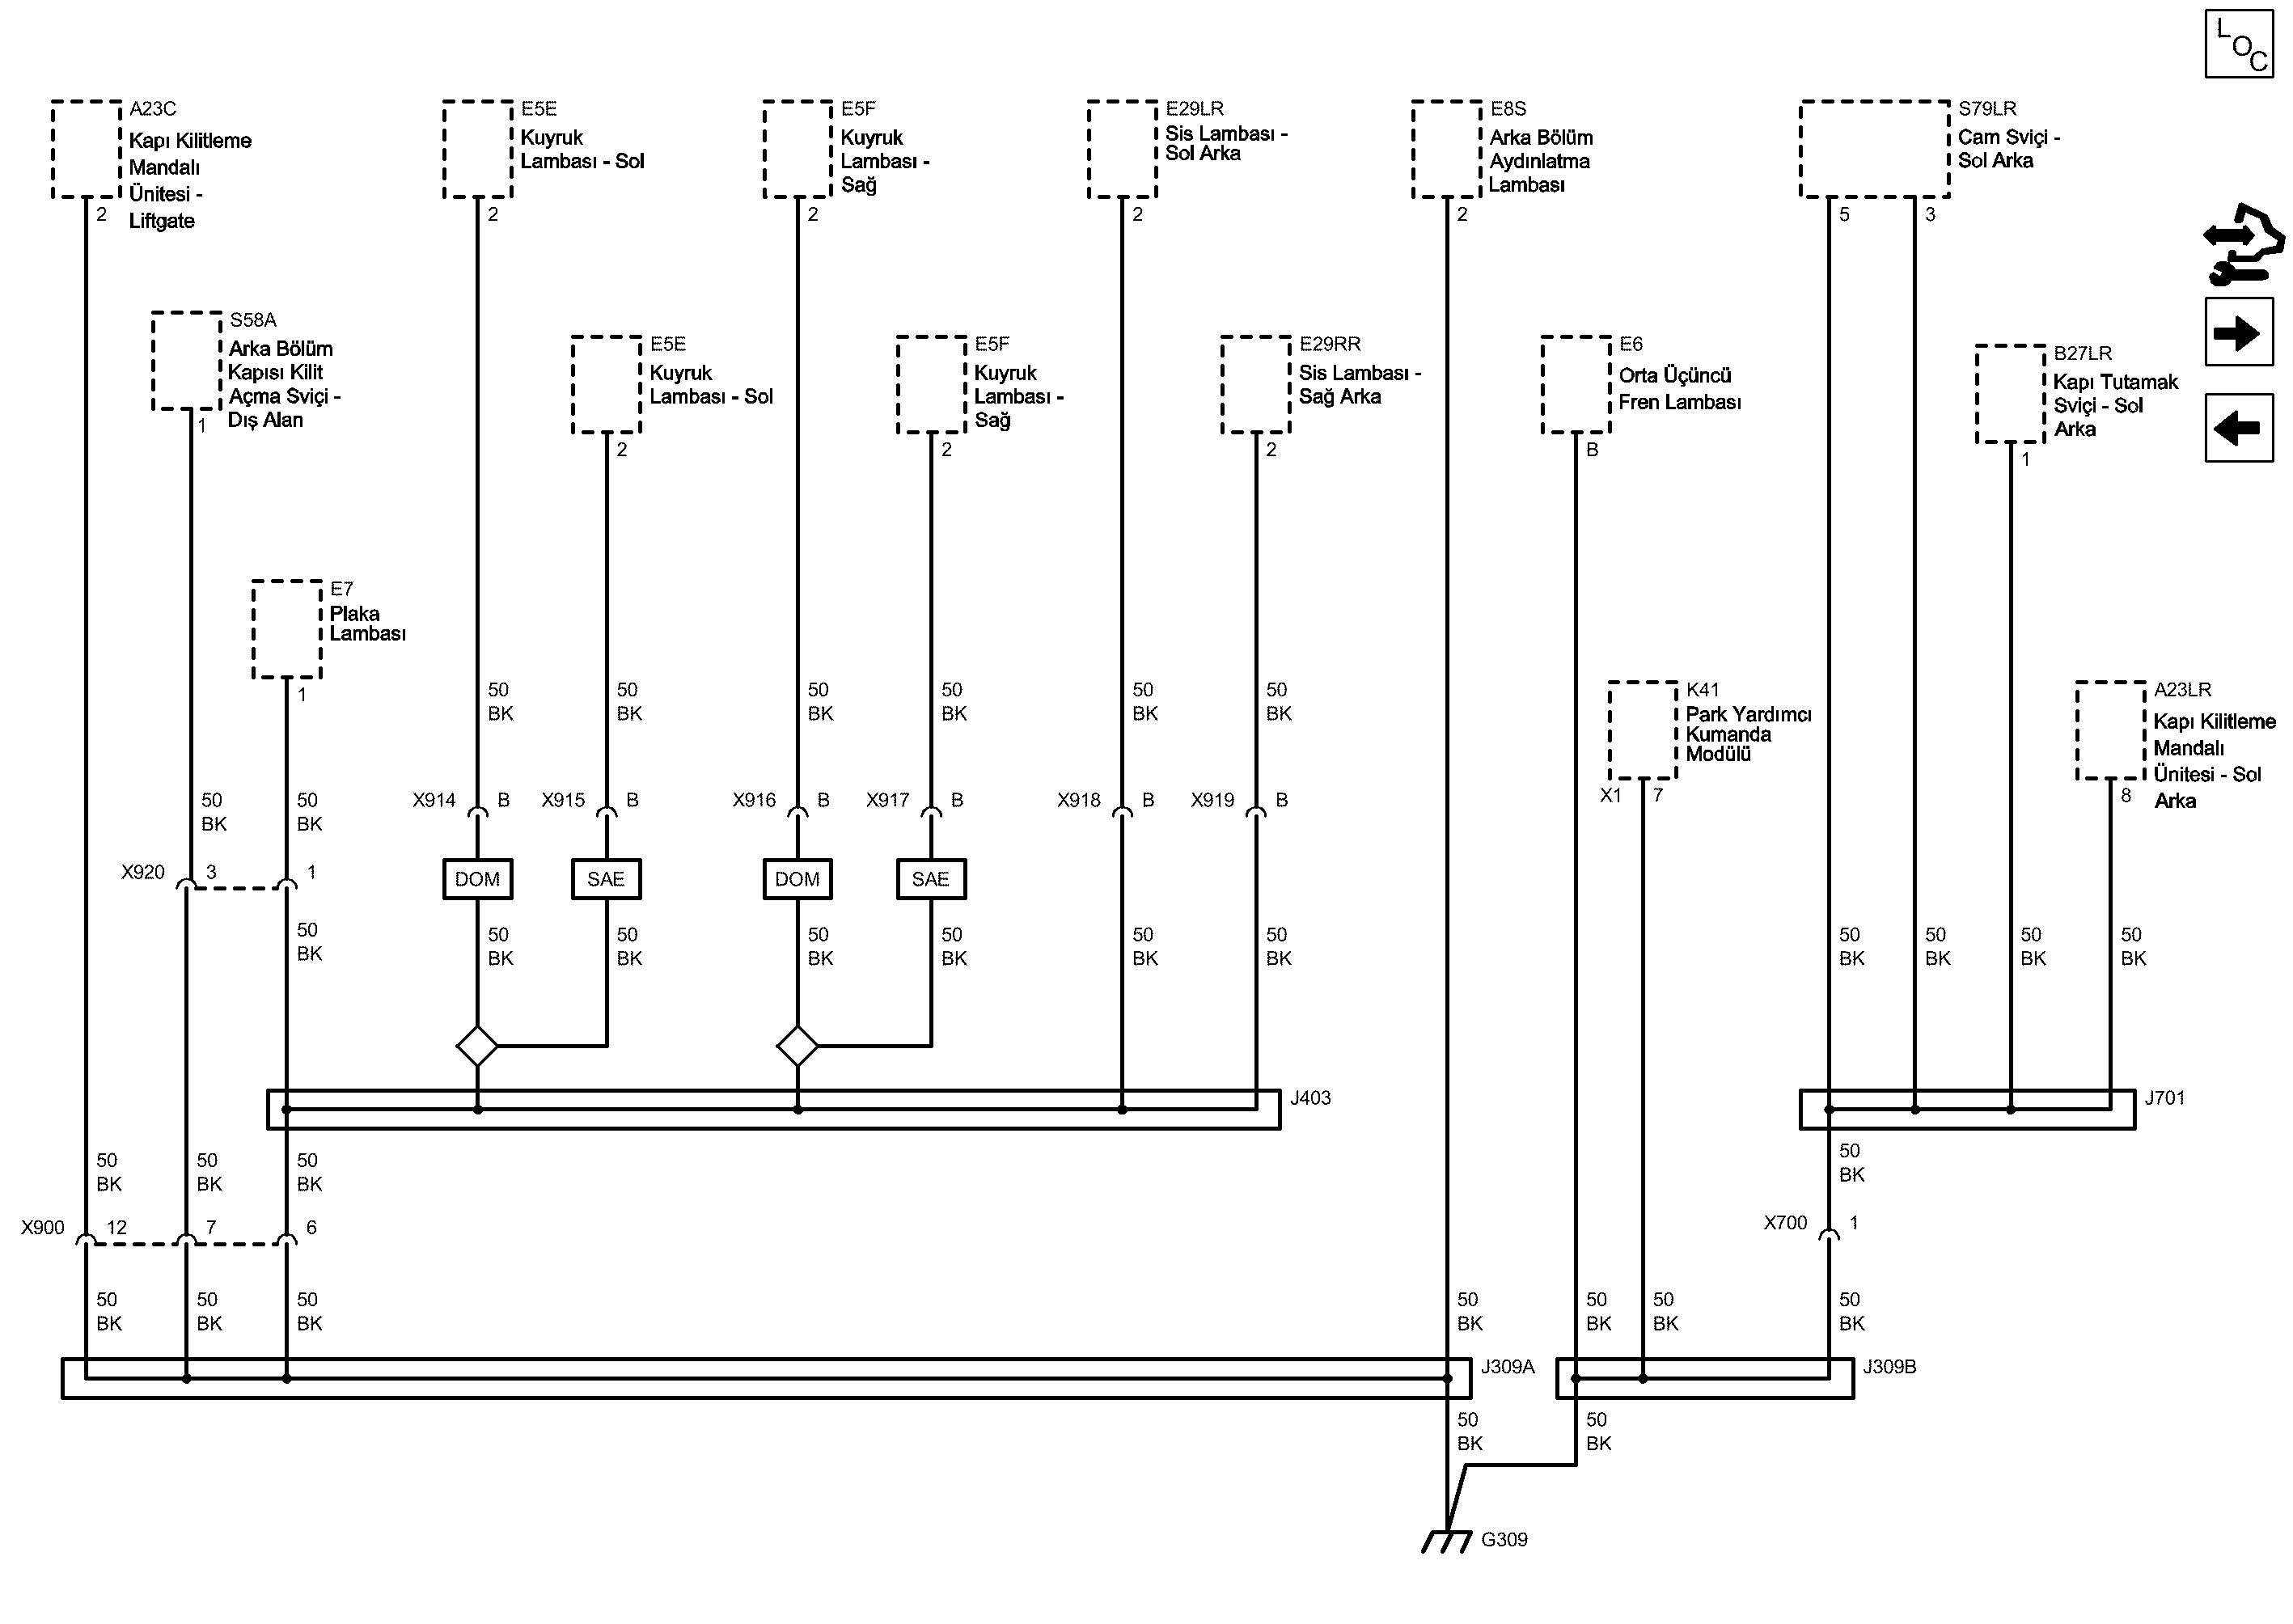 L
O
C
A23C
Kapı Kilitleme
Mandalı
Ünitesi -
Liftgate
2
E5E
Kuyruk
Lambası - Sol
2
E5F
Kuyruk
Lambası -
Sağ
2
E29LR
Sis Lambası -
Sol Arka
2
E8S
Arka Bölüm
Aydınlatma
Lambası
2
S79LR
Cam Sviçi -
Sol Arka
5
3
S58A
Arka Bölüm
Kapısı Kilit
Açma Sviçi -
Dış Alan
1
E5E
Kuyruk
Lambası - Sol
2
E5F
Kuyruk
Lambası -
Sağ
2
E29RR
Sis Lambası -
Sağ Arka
2
E6
Orta Üçüncü
Fren Lambası
B
B27LR
Kapı Tutamak
Sviçi - Sol
Arka
1
E7
Plaka
Lambası
1
K41
Park Yardımcı
Kumanda
Modülü
X1 7
A23LR
Kapı Kilitleme
Mandalı
Ünitesi - Sol
Arka
8
50 50 50 50 50 50
BK BK BK BK BK BK
50 50
BK BK
X914 B X915 B X916 B X917 B X918 B X919 B
X920 3 1
DOM SAE DOM SAE
50
BK
50 50 50 50 50 50 50 50 50 50
BK BK BK BK BK BK BK BK BK BK
J403
J701
50 50 50
BK BK BK
50
BK
X900 12 7 6
X700 1
50 50 50 50 50 50 50
BK BK BK BK BK BK BK
J309A
J309B
50 50
BK BK
G309